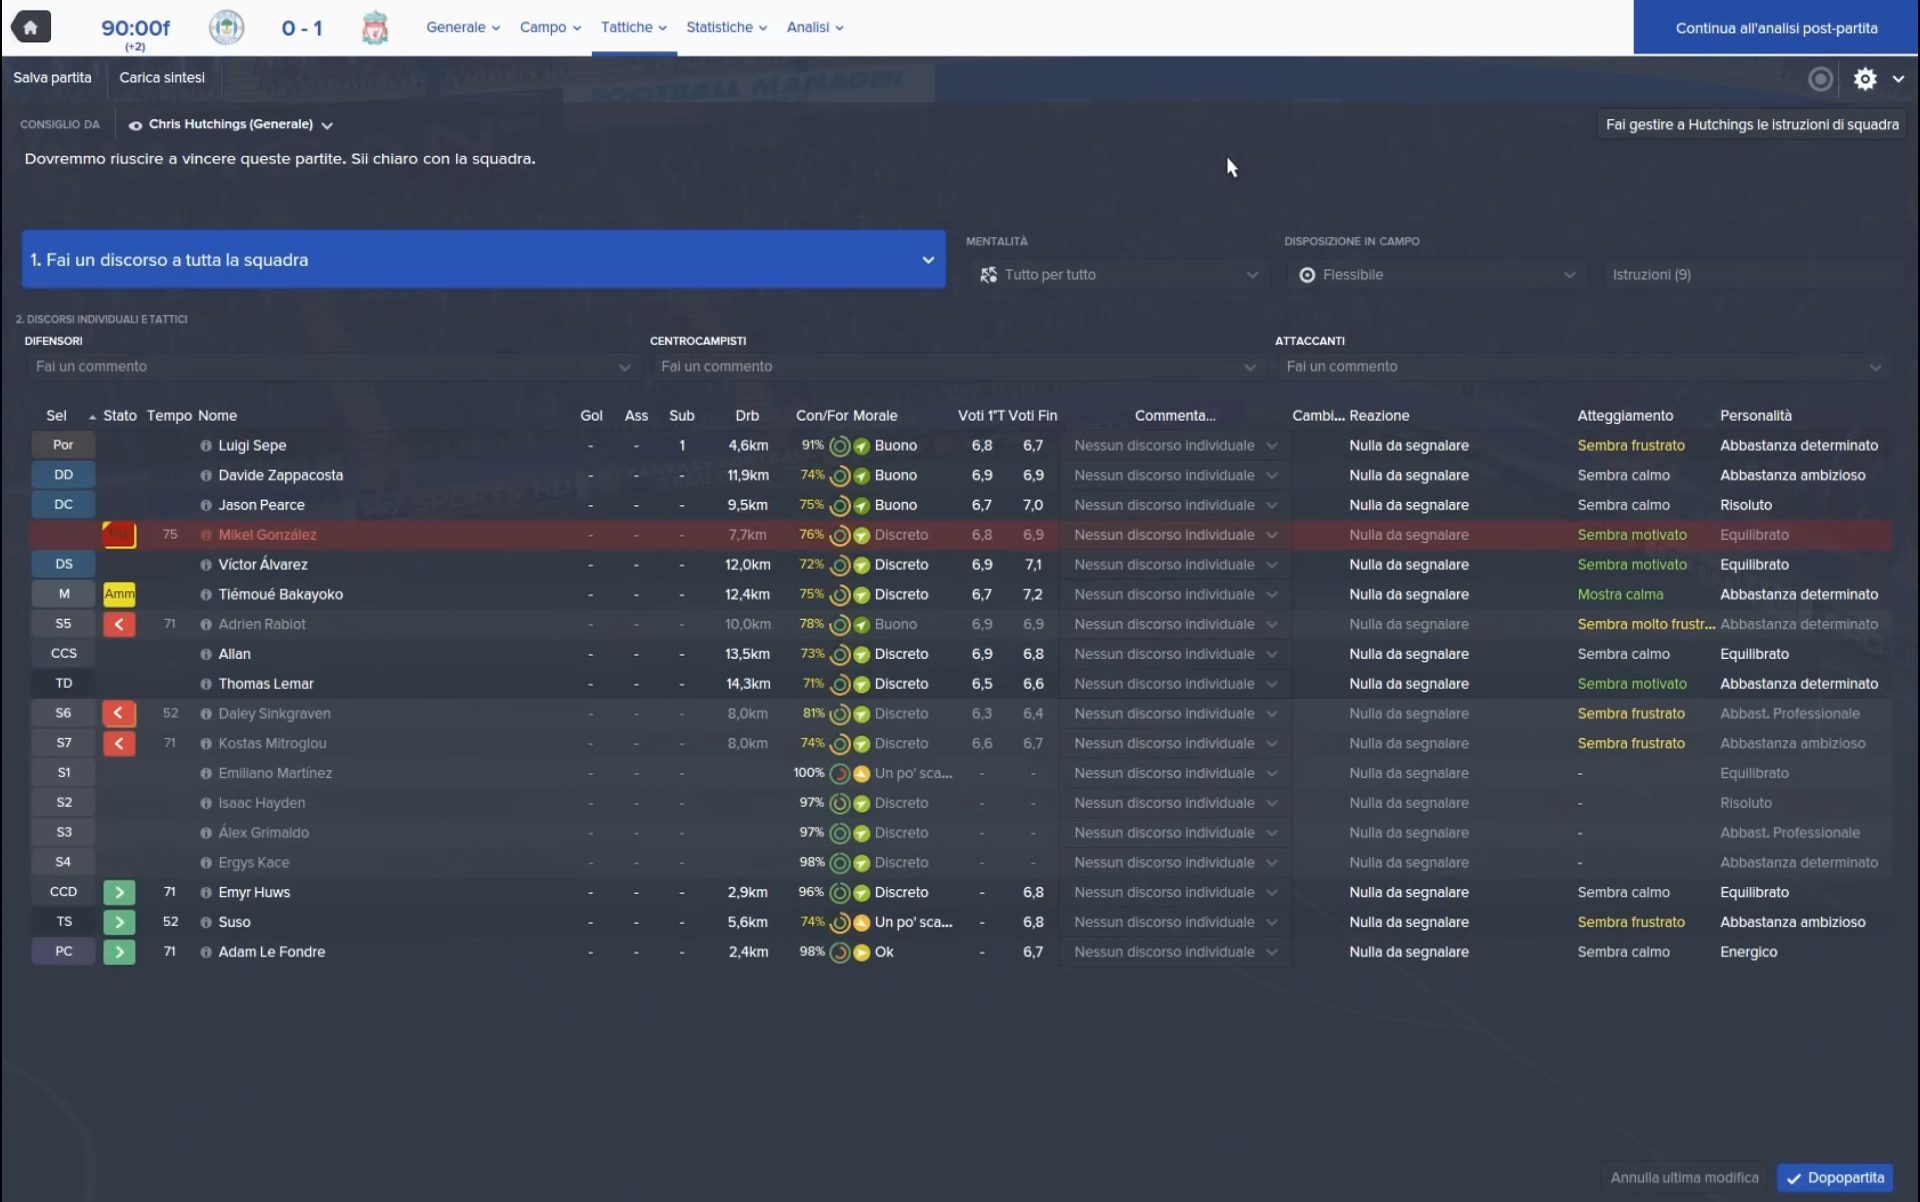 90:00f
(+2)
0 - 1
Generale Campo Tattiche Statistiche Analisi
Continua all'analisi post-partita
Salva partita Carica sintesi
FOOTBALL MANAGER
CONSIGLIO DA Chris Hutchings (Generale)
Fai gestire a Hutchings le istruzioni di squadra
Dovremmo riuscire a vincere queste partite. Sii chiaro con la squadra.
1. Fai un discorso a tutta la squadra
MENTALITÀ DISPOSIZIONE IN CAMPO
Tutto per tutto Flessibile Istruzioni (9)
2. DISCORSI INDIVIDUALI E TATTICI
DIFENSORI CENTROCAMPISTI ATTACCANTI
Fai un commento Fai un commento Fai un commento
Sel Stato Tempo Nome Gol Ass Sub Drb Con/For Morale Voti 1°T Voti Fin Commenta... Cambi... Reazione Atteggiamento Personalità
Por Luigi Sepe - - 1 4,6km 91% Buono 6,8 6,7 Nessun discorso individuale Nulla da segnalare Sembra frustrato Abbastanza determinato
DD Davide Zappacosta - - - 11,9km 74% Buono 6,9 6,9 Nessun discorso individuale Nulla da segnalare Sembra calmo Abbastanza ambizioso
DC Jason Pearce - - - 9,5km 75% Buono 6,7 7,0 Nessun discorso individuale Nulla da segnalare Sembra calmo Risoluto
75 Mikel González - - - 7,7km 76% Discreto 6,8 6,9 Nessun discorso individuale Nulla da segnalare Sembra motivato Equilibrato
DS Víctor Álvarez - - - 12,0km 72% Discreto 6,9 7,1 Nessun discorso individuale Nulla da segnalare Sembra motivato Equilibrato
M Amm Tiémoué Bakayoko - - - 12,4km 75% Discreto 6,7 7,2 Nessun discorso individuale Nulla da segnalare Mostra calma Abbastanza determinato
S5 71 Adrien Rabiot - - - 10,0km 78% Buono 6,9 6,9 Nessun discorso individuale Nulla da segnalare Sembra molto frustr... Abbastanza determinato
CCS Allan - - - 13,5km 73% Discreto 6,9 6,8 Nessun discorso individuale Nulla da segnalare Sembra calmo Equilibrato
TD Thomas Lemar - - - 14,3km 71% Discreto 6,5 6,6 Nessun discorso individuale Nulla da segnalare Sembra motivato Abbastanza determinato
S6 52 Daley Sinkgraven - - - 8,0km 81% Discreto 6,3 6,4 Nessun discorso individuale Nulla da segnalare Sembra frustrato Abbast. Professionale
S7 71 Kostas Mitroglou - - - 8,0km 74% Discreto 6,6 6,7 Nessun discorso individuale Nulla da segnalare Sembra frustrato Abbastanza ambizioso
S1 Emiliano Martínez - - - 100% Un po' sca... - - Nessun discorso individuale Nulla da segnalare - Equilibrato
S2 Isaac Hayden - - - 97% Discreto - - Nessun discorso individuale Nulla da segnalare - Risoluto
S3 Álex Grimaldo - - - 97% Discreto - - Nessun discorso individuale Nulla da segnalare - Abbast. Professionale
S4 Ergys Kace - - - 98% Discreto - - Nessun discorso individuale Nulla da segnalare - Abbastanza determinato
CCD 71 Emyr Huws - - - 2,9km 96% Discreto - 6,8 Nessun discorso individuale Nulla da segnalare Sembra calmo Equilibrato
TS 52 Suso - - - 5,6km 74% Un po' sca... - 6,8 Nessun discorso individuale Nulla da segnalare Sembra frustrato Abbastanza ambizioso
PC 71 Adam Le Fondre - - - 2,4km 98% Ok - 6,7 Nessun discorso individuale Nulla da segnalare Sembra calmo Energico
Annulla ultima modifica Dopopartita